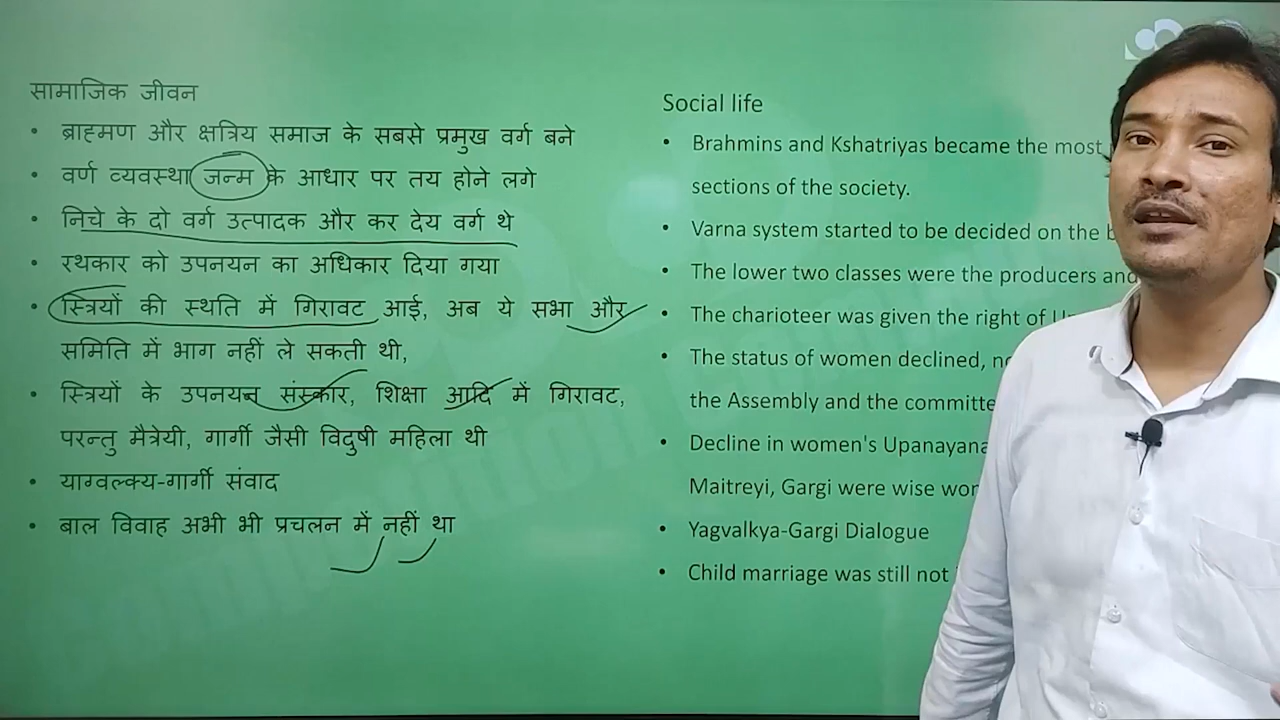 सामाजिक जीवन
• ब्राह्मण और क्षत्रिय समाज के सबसे प्रमुख वर्ग बने
• वर्ण व्यवस्था जन्म के आधार पर तय होने लगे
• निचे के दो वर्ग उत्पादक और कर देय वर्ग थे
• रथकार को उपनयन का अधिकार दिया गया
• स्त्रियों की स्थति में गिरावट आई, अब ये सभा और
समिति में भाग नहीं ले सकती थी,
• स्त्रियों के उपनयन संस्कार, शिक्षा आदि में गिरावट,
परन्तु मैत्रेयी, गार्गी जैसी विदुषी महिला थी
• याग्वल्क्य-गार्गी संवाद
• बाल विवाह अभी भी प्रचलन में नहीं था
Social life
• Brahmins and Kshatriyas became the most
sections of the society.
• Varna system started to be decided on the
• The lower two classes were the producers and
• The charioteer was given the right of
• The status of women declined,
the Assembly and the
• Decline in women's Upanayana
Maitreyi, Gargi were wise
• Yagvalkya-Gargi Dialogue
• Child marriage was still not